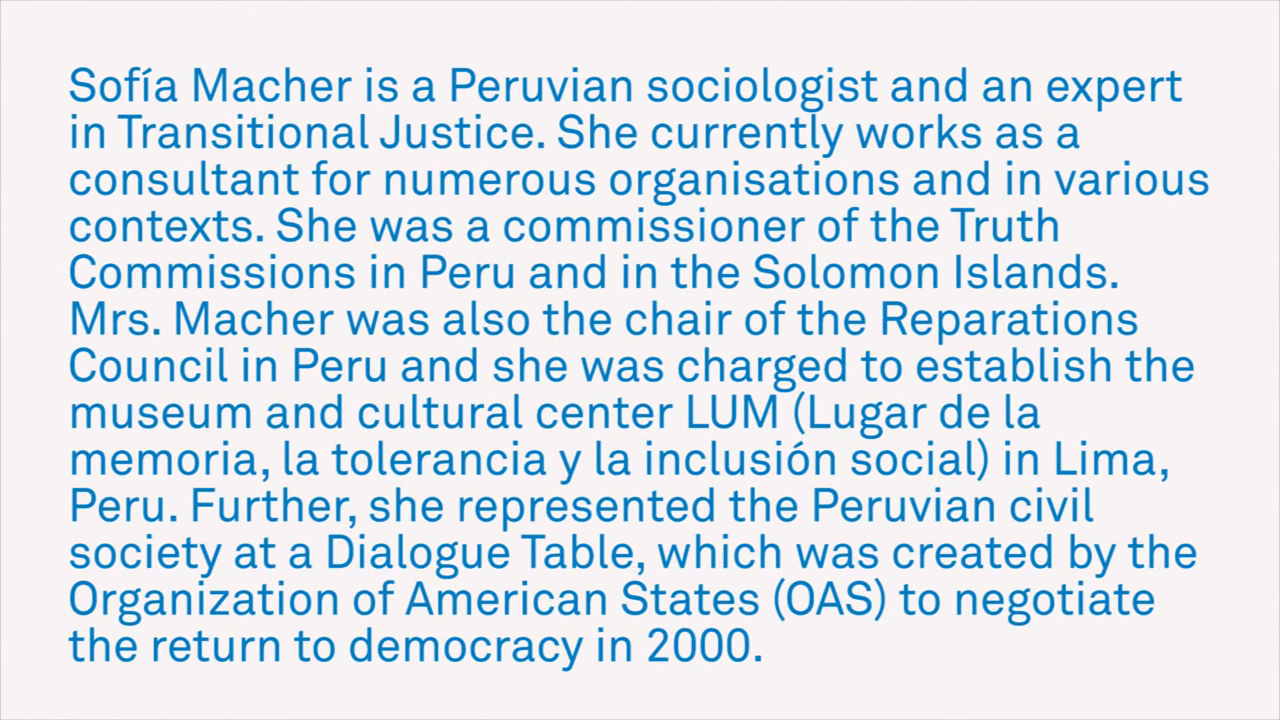 Sofía Macher is a Peruvian sociologist and an expert
in Transitional Justice. She currently works as a
consultant for numerous organisations and in various
contexts. She was a commissioner of the Truth
Commissions in Peru and in the Solomon Islands.
Mrs. Macher was also the chair of the Reparations
Council in Peru and she was charged to establish the
museum and cultural center LUM (Lugar de la
memoria, la tolerancia y la inclusión social) in Lima,
Peru. Further, she represented the Peruvian civil
society at a Dialogue Table, which was created by the
Organization of American States (OAS) to negotiate
the return to democracy in 2000.